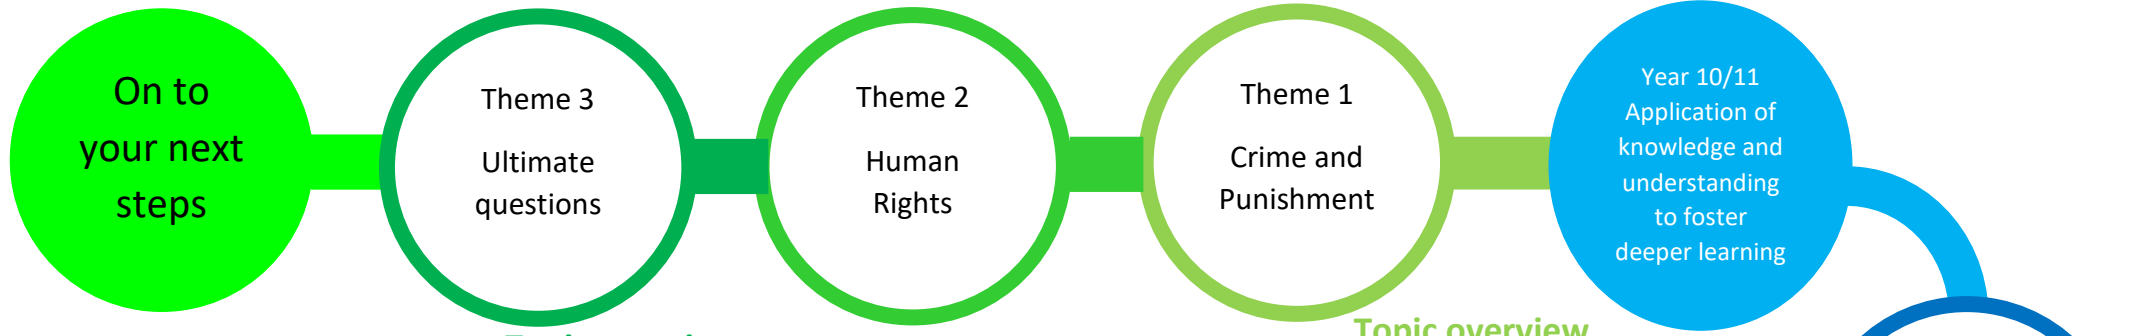 On to
your next
steps
Theme 3
Ultimate
questions
Theme 2
Human
Rights
Theme 1
Crime and
Punishment
Year 10/11
Application of
knowledge and
understanding
to foster
deeper learning
Topic overview